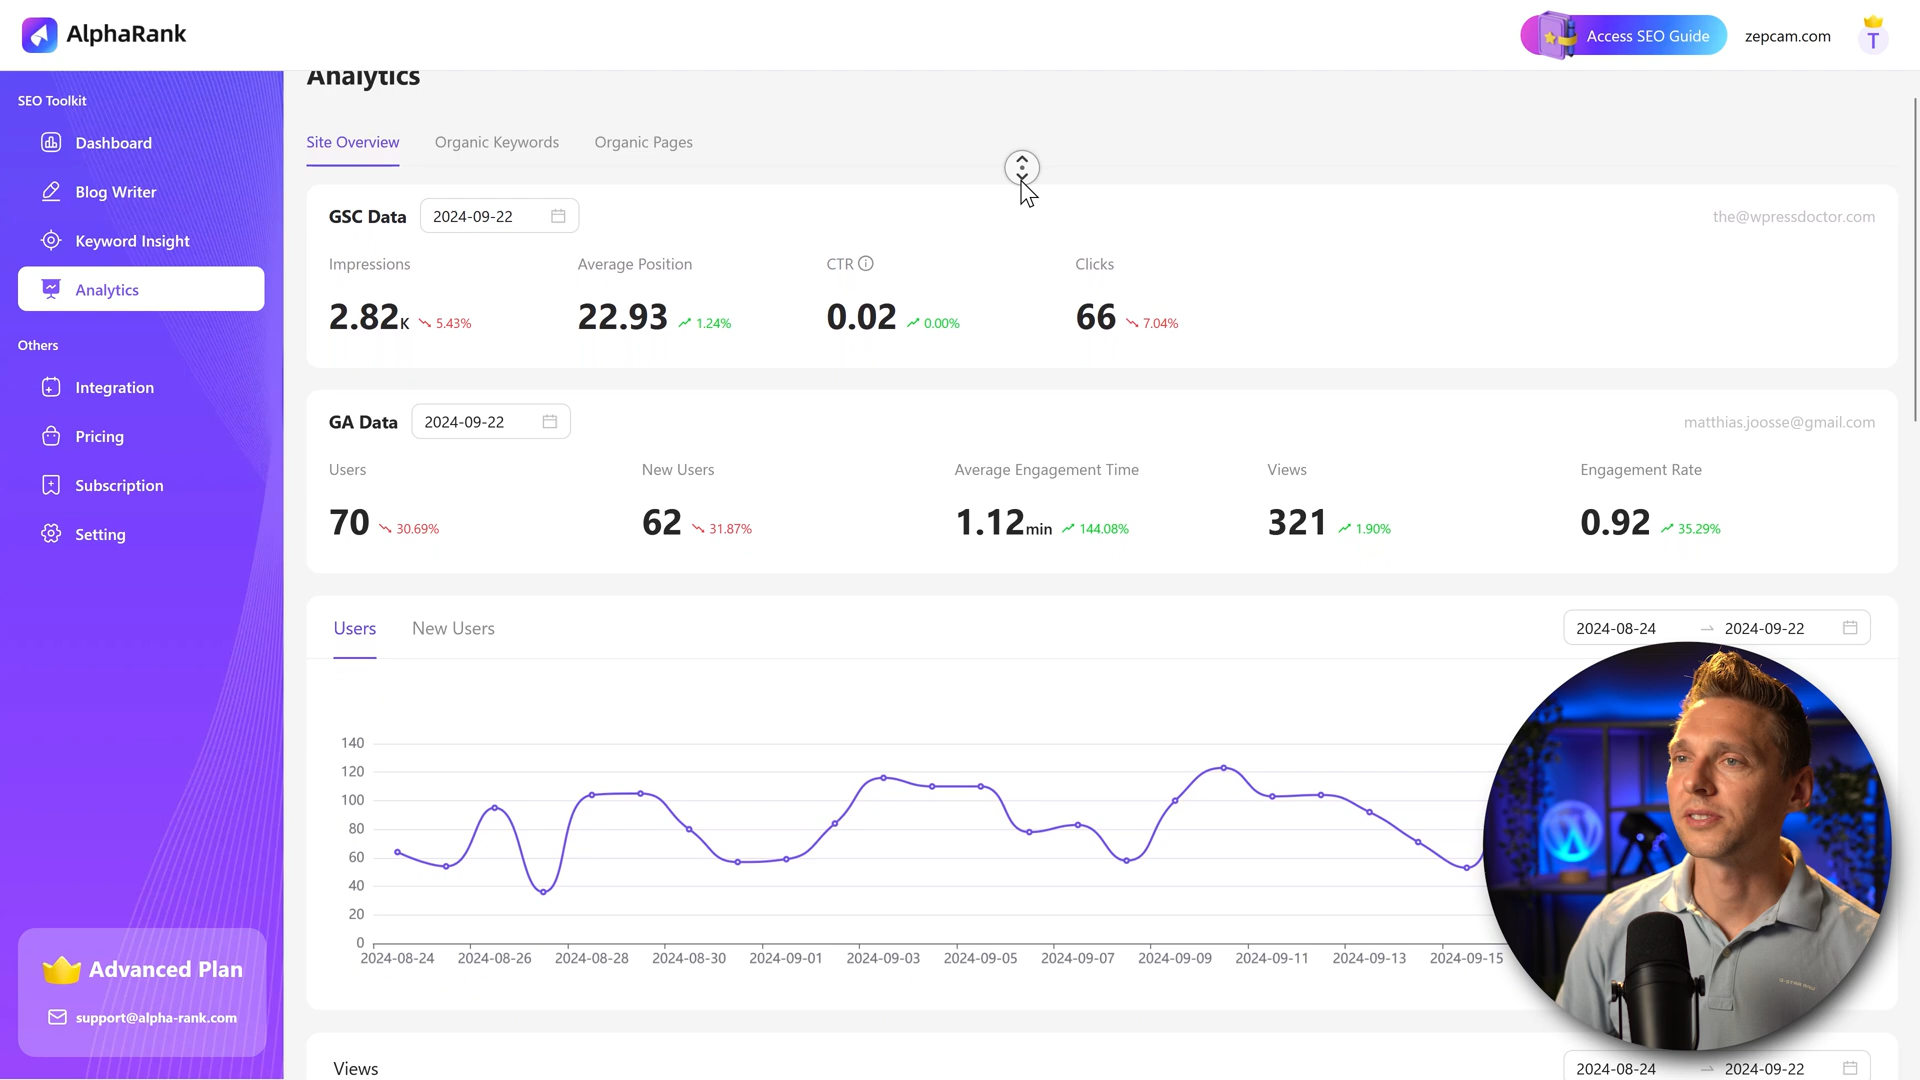 AlphaRank
Access SEO Guide
zepcam.com
T
SEO Toolkit
Dashboard
Blog Writer
Keyword Insight
Analytics
Others
Integration
Pricing
Subscription
Setting
Advanced Plan
support@alpha-rank.com
Analytics
Site Overview Organic Keywords Organic Pages
GSC Data 2024-09-22 the@wpressdoctor.com
Impressions Average Position CTR Clicks
2.82K 5.43% 22.93 1.24% 0.02 0.00% 66 7.04%
GA Data 2024-09-22 matthias.joosse@gmail.com
Users New Users Average Engagement Time Views Engagement Rate
70 30.69% 62 31.87% 1.12min 144.08% 321 1.90% 0.92 35.29%
Users New Users 2024-08-24 → 2024-09-22
140
120
100
80
60
40
20
0
2024-08-24 2024-08-26 2024-08-28 2024-08-30 2024-09-01 2024-09-03 2024-09-05 2024-09-07 2024-09-09 2024-09-11 2024-09-13 2024-09-15
Views 2024-08-24 → 2024-09-22